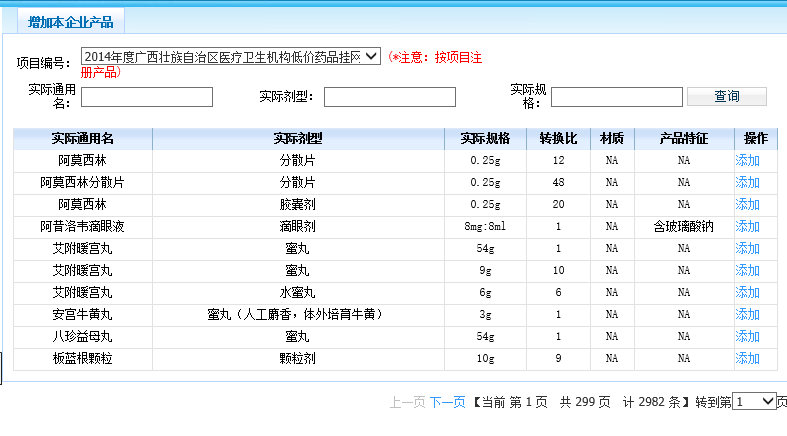 增加本企业产品
项目编号： 2014年度广西壮族自治区医疗卫生机构低价药品挂网 (*注意：按项目注
册产品)
实际通用名： 实际剂型： 实际规格： 查询
实际通用名 实际剂型 实际规格 转换比 材质 产品特征 操作
阿莫西林 分散片 0.25g 12 NA NA 添加
阿莫西林分散片 分散片 0.25g 48 NA NA 添加
阿莫西林 胶囊剂 0.25g 20 NA NA 添加
阿昔洛韦滴眼液 滴眼剂 8mg:8ml 1 NA 含玻璃酸钠 添加
艾附暖宫丸 蜜丸 54g 1 NA NA 添加
艾附暖宫丸 蜜丸 9g 10 NA NA 添加
艾附暖宫丸 水蜜丸 6g 6 NA NA 添加
安宫牛黄丸 蜜丸（人工麝香，体外培育牛黄） 3g 1 NA NA 添加
八珍益母丸 蜜丸 54g 1 NA NA 添加
板蓝根颗粒 颗粒剂 10g 9 NA NA 添加
上一页 下一页 【当前 第 1 页 共 299 页 计 2982 条】 转到第 1 页